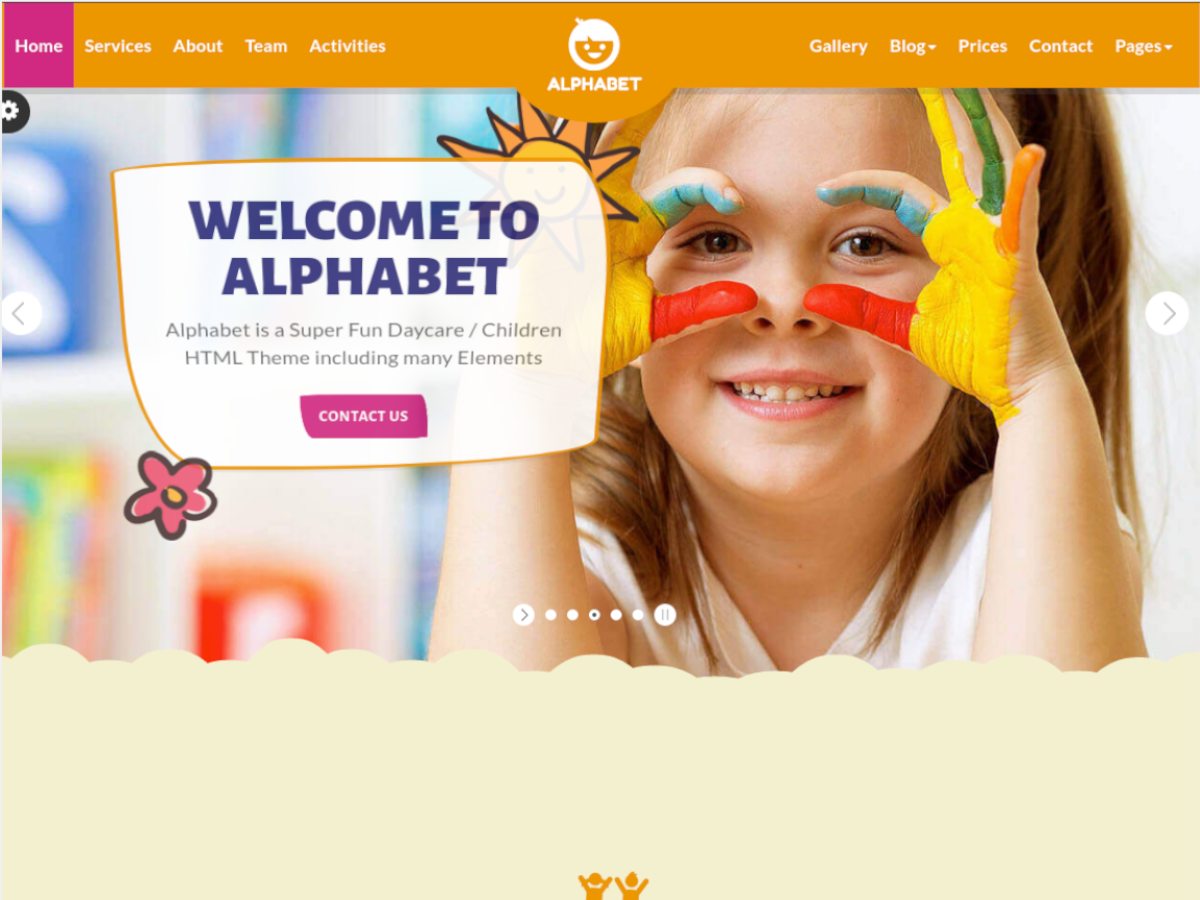 Home Services About Team Activities
ALPHABET
Gallery Blog Prices Contact Pages
WELCOME TO
ALPHABET
Alphabet is a Super Fun Daycare / Children
HTML Theme including many Elements
CONTACT US